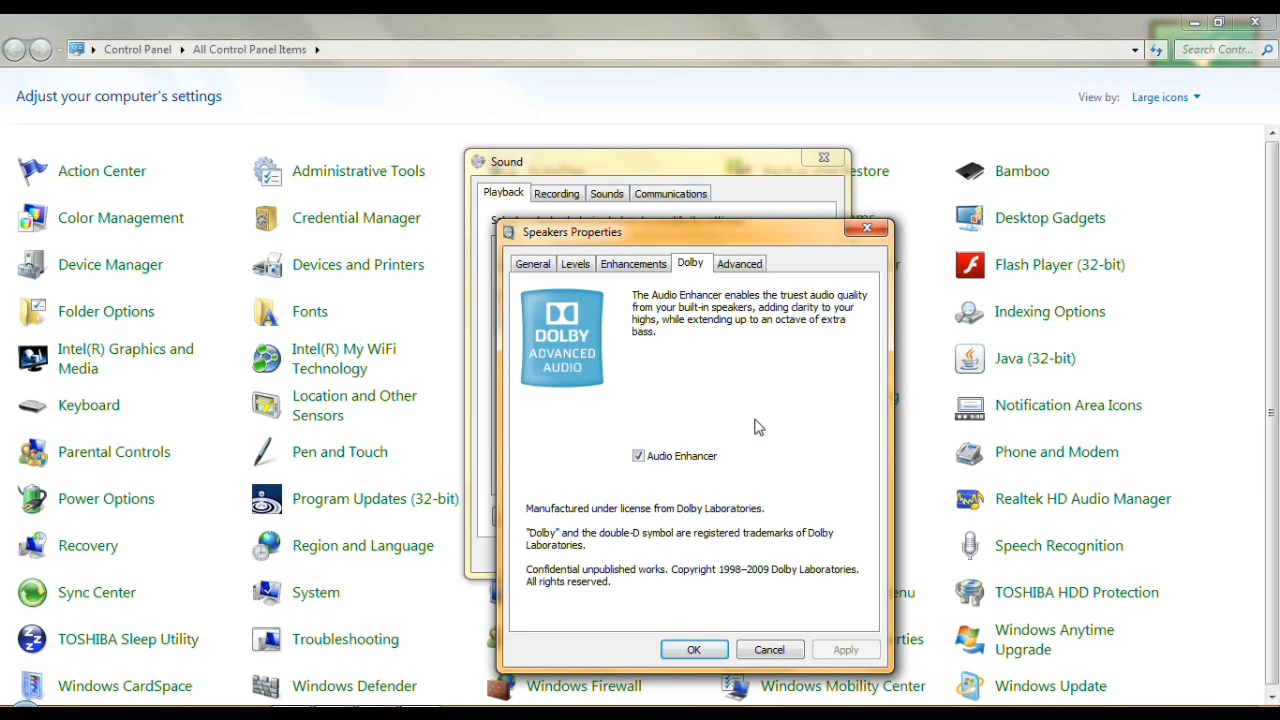 Control Panel
All Control Panel Items
Search Contr...
Adjust your computer's settings
View by: Large icons
Action Center
Administrative Tools
Bamboo
Color Management
Credential Manager
Desktop Gadgets
Device Manager
Devices and Printers
Flash Player (32-bit)
Folder Options
Fonts
Indexing Options
Intel(R) Graphics and
Media
Intel(R) My WiFi
Technology
Java (32-bit)
Keyboard
Location and Other
Sensors
Notification Area Icons
Parental Controls
Pen and Touch
Phone and Modem
Power Options
Program Updates (32-bit)
Realtek HD Audio Manager
Recovery
Region and Language
Speech Recognition
Sync Center
System
TOSHIBA HDD Protection
TOSHIBA Sleep Utility
Troubleshooting
Windows Anytime
Upgrade
Windows CardSpace
Windows Defender
Windows Firewall
Windows Mobility Center
Windows Update
Sound
Playback Recording Sounds Communications
Speakers Properties
General Levels Enhancements Dolby Advanced
DOLBY
ADVANCED
AUDIO
The Audio Enhancer enables the truest audio quality
from your built-in speakers, adding clarity to your
highs, while extending up to an octave of extra
bass.
Audio Enhancer
Manufactured under license from Dolby Laboratories.
"Dolby" and the double-D symbol are registered trademarks of Dolby
Laboratories.
Confidential unpublished works. Copyright 1998–2009 Dolby Laboratories.
All rights reserved.
OK Cancel Apply